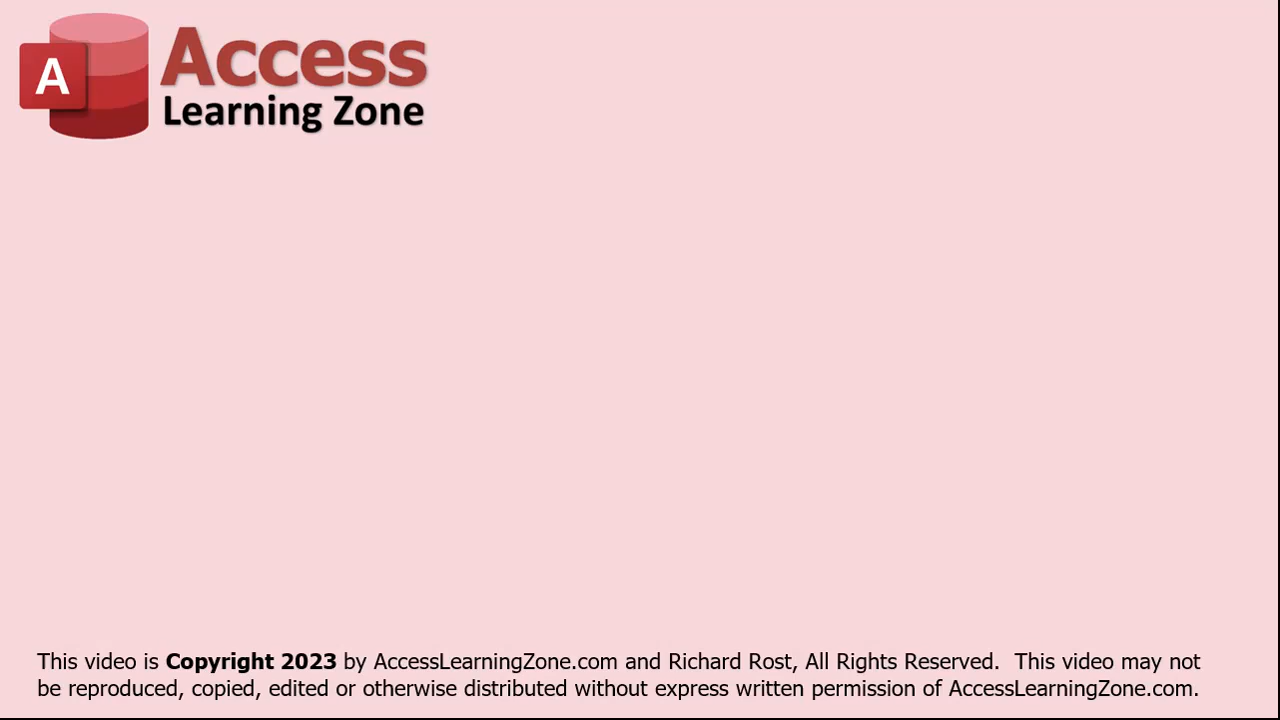 A
Access
Learning Zone
This video is Copyright 2023 by AccessLearningZone.com and Richard Rost, All Rights Reserved.  This video may not
be reproduced, copied, edited or otherwise distributed without express written permission of AccessLearningZone.com.